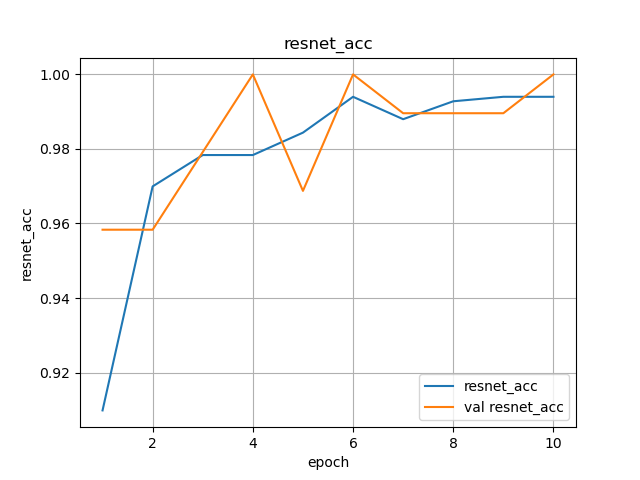 resnet_acc
1.00
0.98
0.96
0.94
0.92
resnet_acc
resnet_acc
val resnet_acc
2
4
6
8
10
epoch